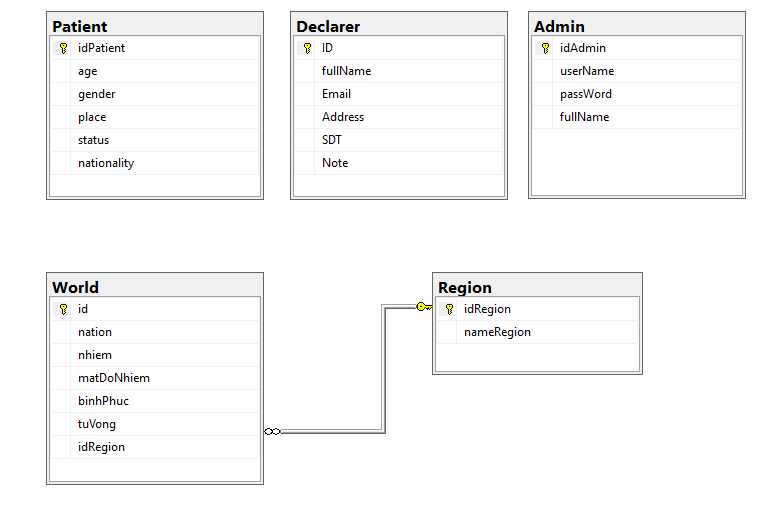 Patient
idPatient
age
gender
place
status
nationality
Declarer
ID
fullName
Email
Address
SDT
Note
Admin
idAdmin
userName
passWord
fullName
World
id
nation
nhiem
matDoNhiem
binhPhuc
tuVong
idRegion
Region
idRegion
nameRegion